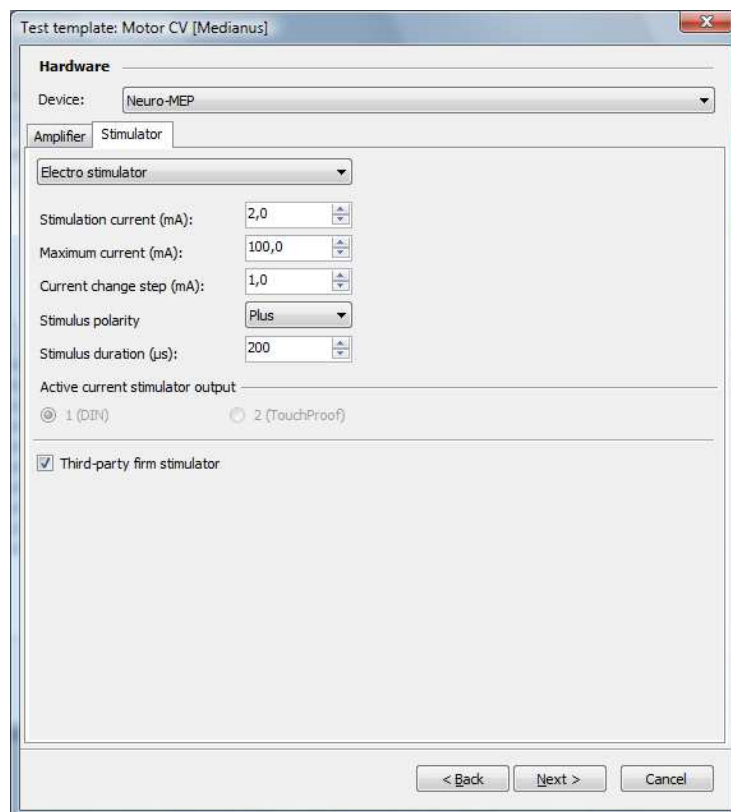 Test template: Motor CV [Medianus]
Hardware
Device: Neuro-MEP
Amplifier Stimulator
Electro stimulator
Stimulation current (mA): 2,0
Maximum current (mA): 100,0
Current change step (mA): 1,0
Stimulus polarity Plus
Stimulus duration (µs): 200
Active current stimulator output
1 (DIN) 2 (TouchProof)
Third-party firm stimulator
< Back Next > Cancel